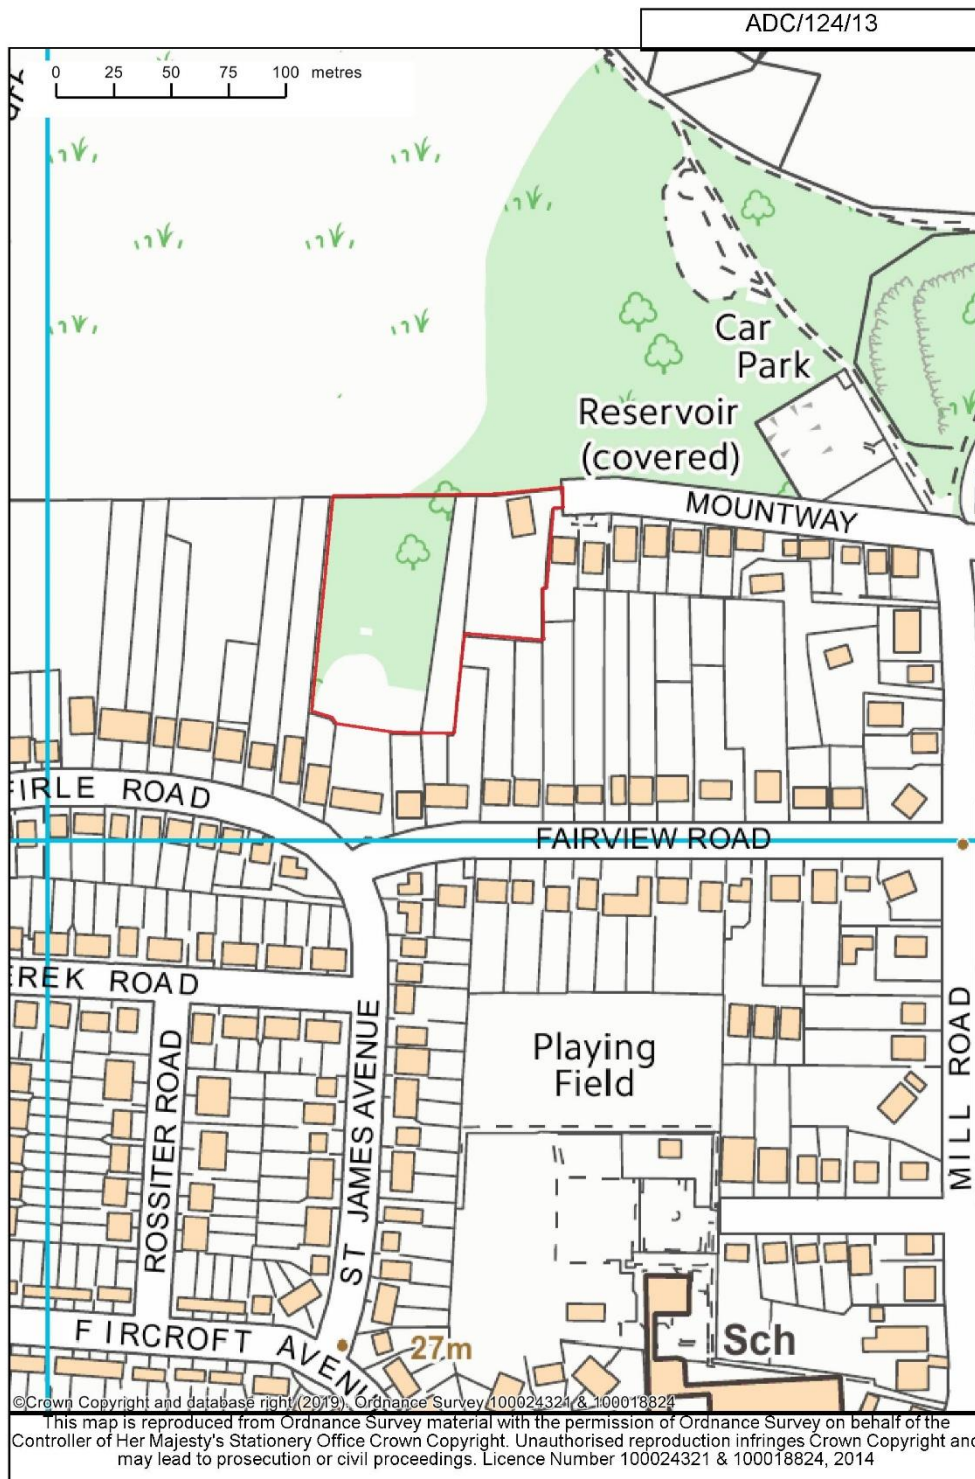 ADC/124/13
0 25 50 75 100 metres
Car
Park
Reservoir
(covered)
MOUNTWAY
FIRLE ROAD
FAIRVIEW ROAD
EREK ROAD
ROSSITER ROAD
ST JAMES AVENUE
Playing
Field
MILL ROAD
FIRCROFT AVENU
27m
Sch
©Crown Copyright and database right (2019). Ordnance Survey 100024321 & 100018824
This map is reproduced from Ordnance Survey material with the permission of Ordnance Survey on behalf of the
Controller of Her Majesty's Stationery Office Crown Copyright. Unauthorised reproduction infringes Crown Copyright and
may lead to prosecution or civil proceedings. Licence Number 100024321 & 100018824, 2014